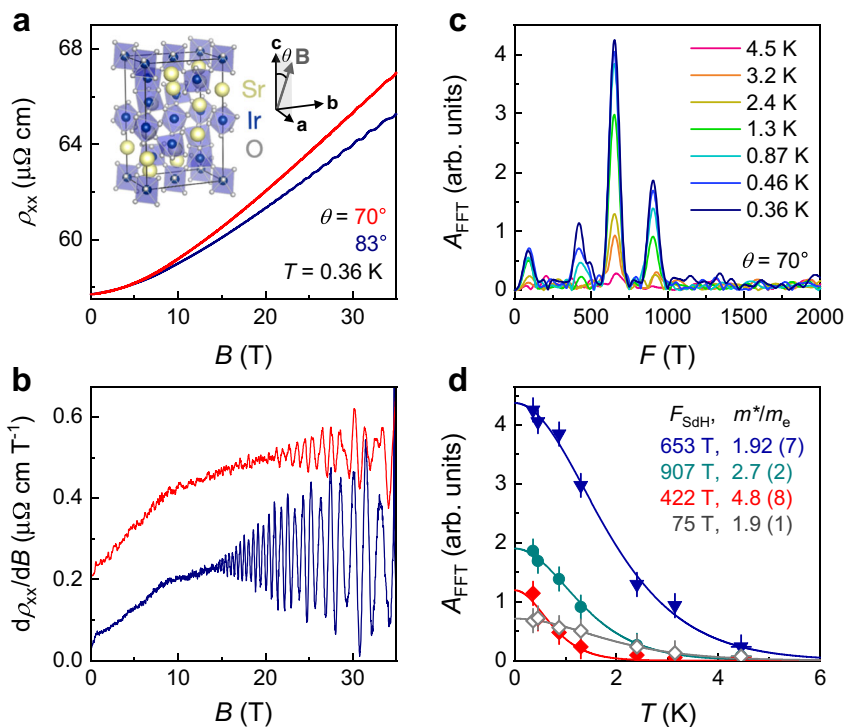 a
68
64
60
ρxx (μΩ cm)
c
θ
B
b
a
Sr
Ir
O
θ = 70°
83°
T = 0.36 K
0 10 20 30
B (T)
b
0.6
0.4
0.2
0.0
dρxx/dB (μΩ cm T-1)
0 10 20 30
B (T)
c
4
3
2
1
0
AFFT (arb. units)
4.5 K
3.2 K
2.4 K
1.3 K
0.87 K
0.46 K
0.36 K
θ = 70°
0 500 1000 1500 2000
F (T)
d
4
3
2
1
0
AFFT (arb. units)
FSdH, m*/me
653 T, 1.92 (7)
907 T, 2.7 (2)
422 T, 4.8 (8)
75 T, 1.9 (1)
0 2 4 6
T (K)